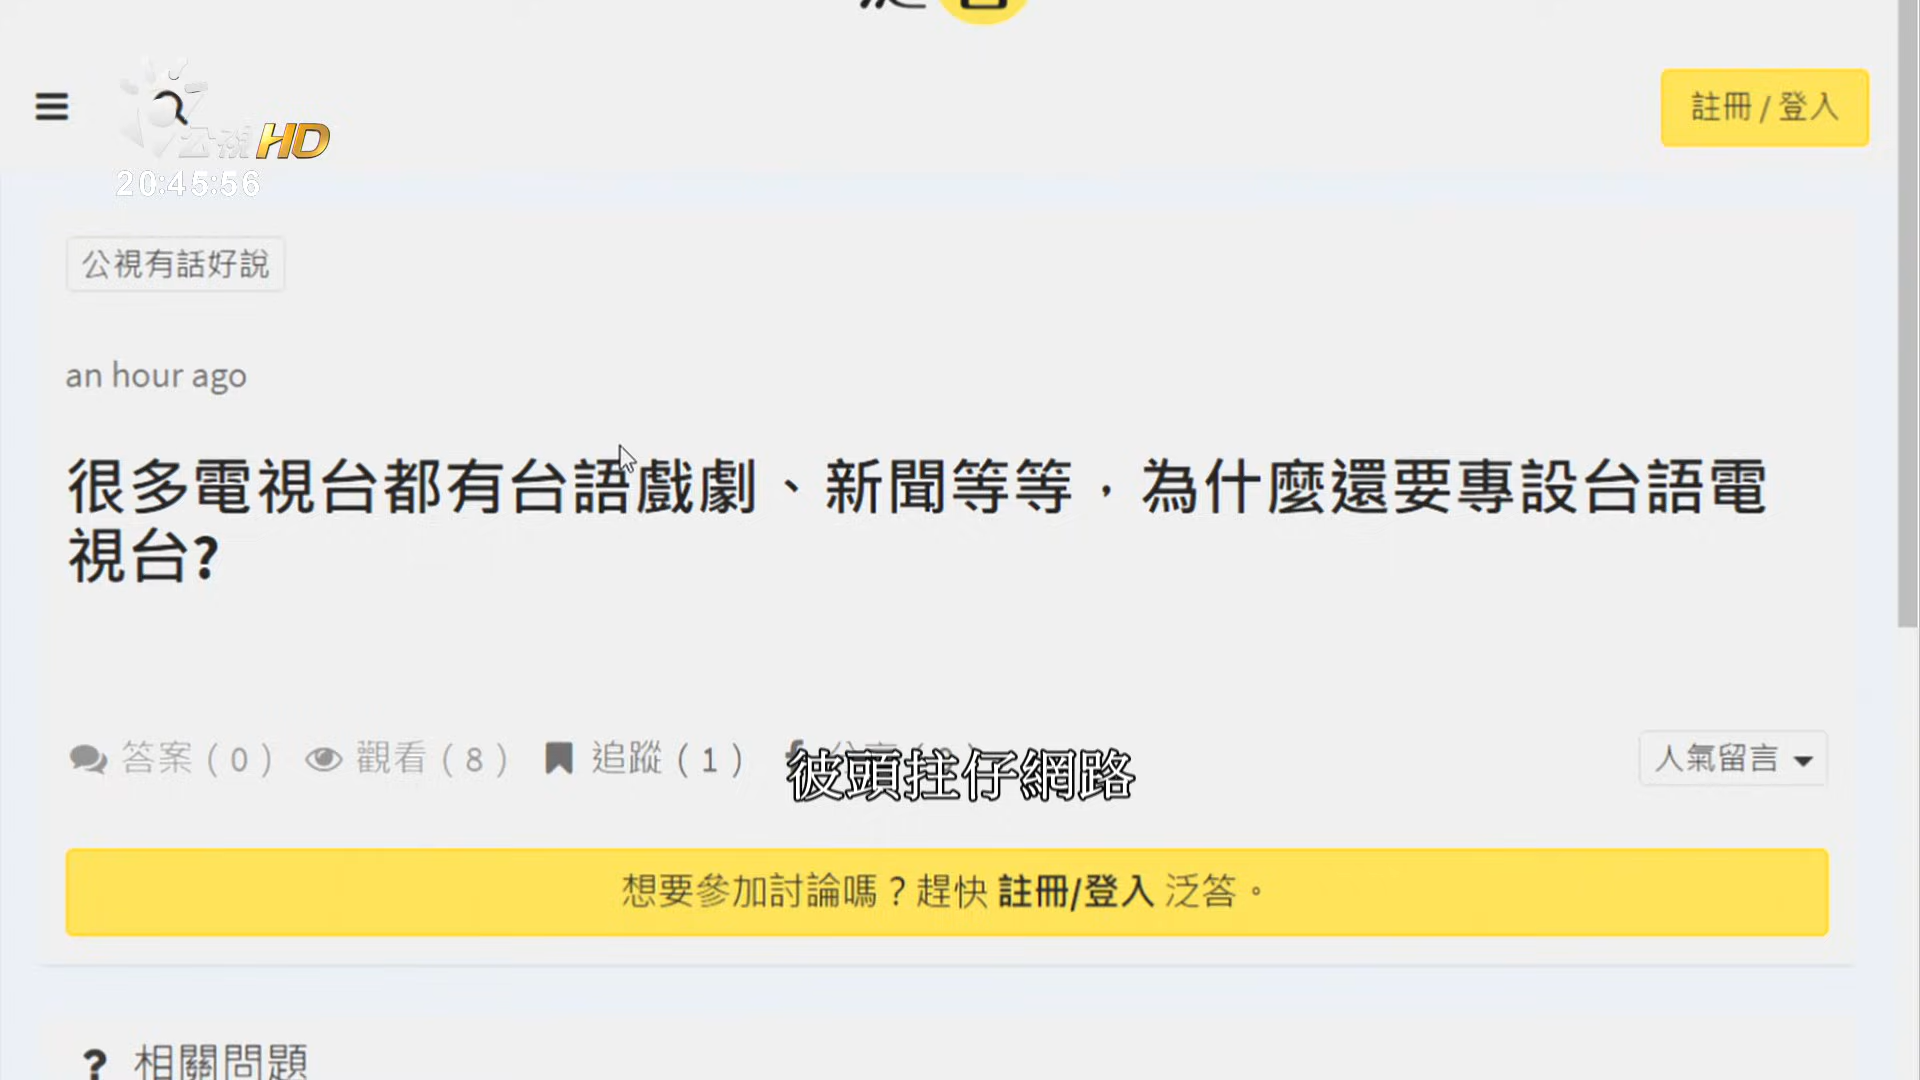 註冊 / 登入
公視HD
20:45:56
公視有話好說
an hour ago
很多電視台都有台語戲劇、新聞等等，為什麼還要專設台語電
視台?
答案 ( 0 ) 觀看 ( 8 ) 追蹤 ( 1 )
人氣留言
彼頭拄仔網路
想要參加討論嗎？趕快 註冊/登入 泛答。
? 相關問題